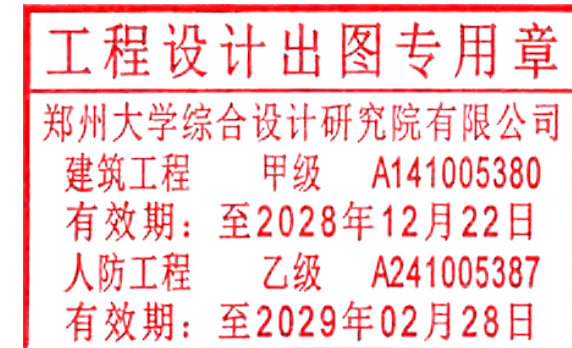 工程设计出图专用章
郑州大学综合设计研究院有限公司
建筑工程 甲级 A141005380
有效期：至2028年12月22日
人防工程 乙级 A241005387
有效期：至2029年02月28日